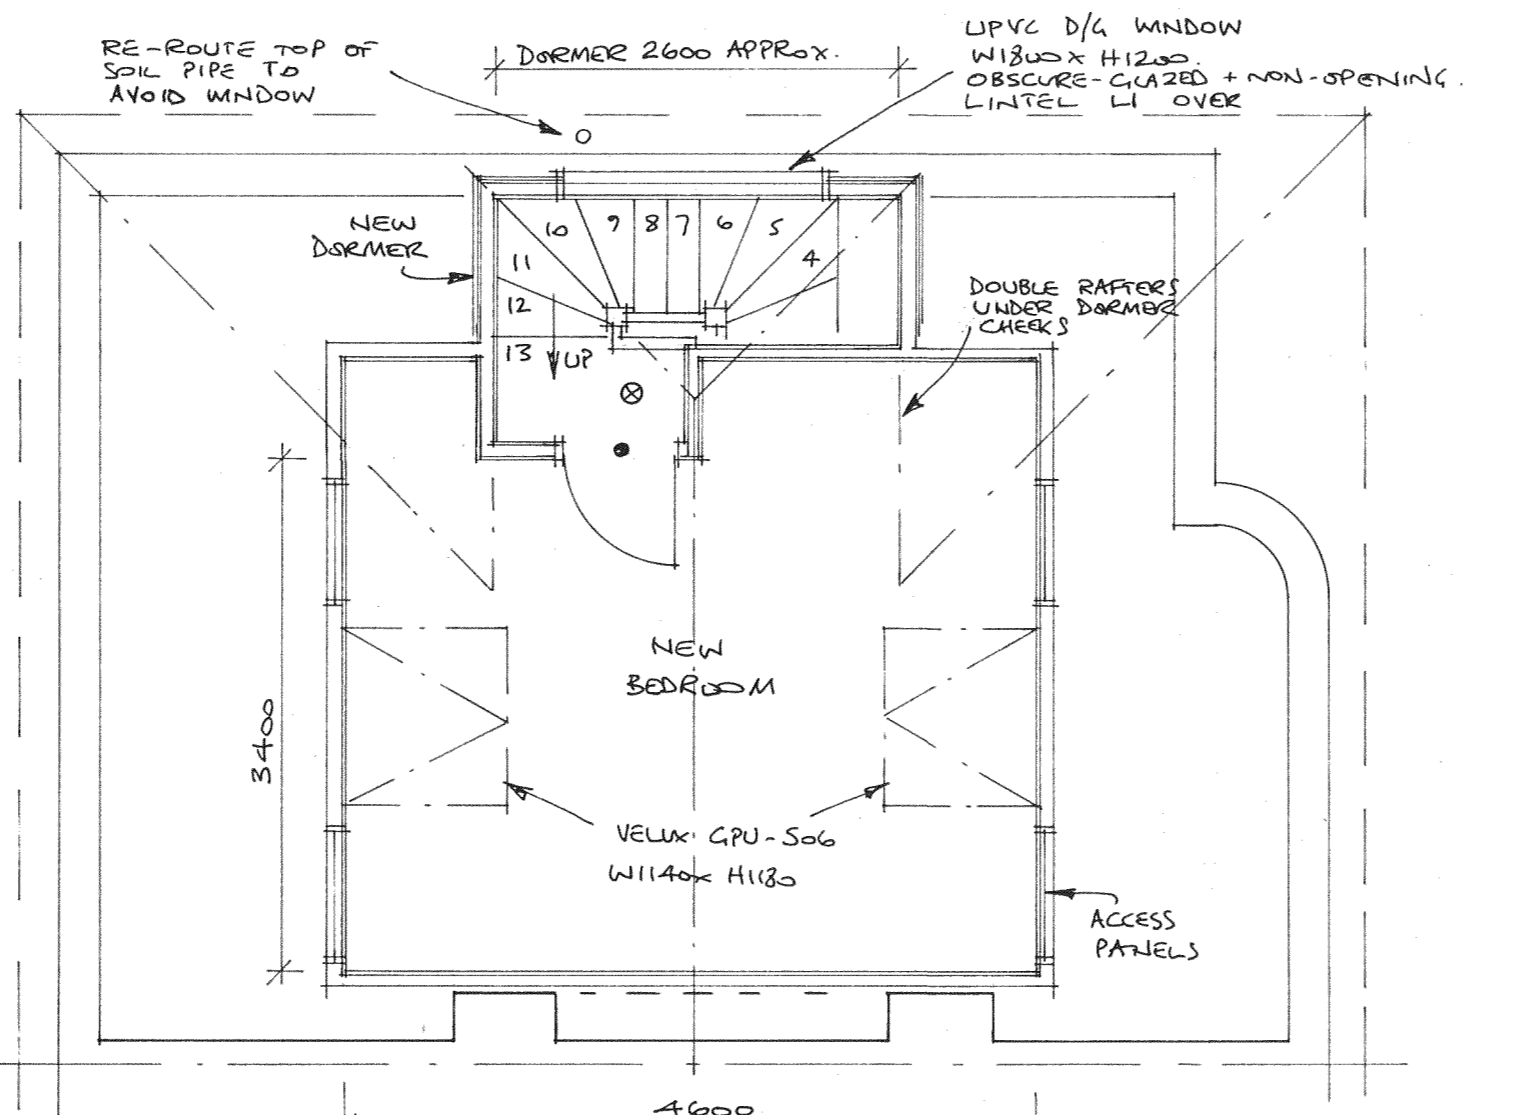 RE-ROUTE TOP OF
SOIL PIPE TO
AVOID WINDOW
DORMER 2600 APPROX.
UPVC D/G WINDOW
W1800 x H1200.
OBSCURE-GLAZED + NON-OPENING.
LINTEL L1 OVER
NEW
DORMER
10
9
8
7
6
5
4
11
12
13
UP
DOUBLE RAFTERS
UNDER DORMER
CHEEKS
NEW
BEDROOM
3400
VELUX GPU-S06
W1140x H1180
ACCESS
PANELS
4600